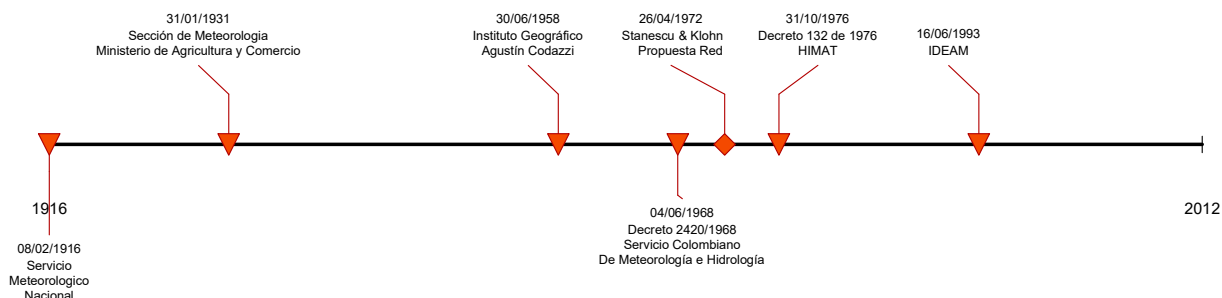 31/01/1931
Sección de Meteorologia
Ministerio de Agricultura y Comercio
30/06/1958
Instituto Geográfico
Agustín Codazzi
26/04/1972
Stanescu & Klohn
Propuesta Red
31/10/1976
Decreto 132 de 1976
HIMAT
16/06/1993
IDEAM
1916
2012
08/02/1916
Servicio
Meteorologico
Nacional
04/06/1968
Decreto 2420/1968
Servicio Colombiano
De Meteorología e Hidrología